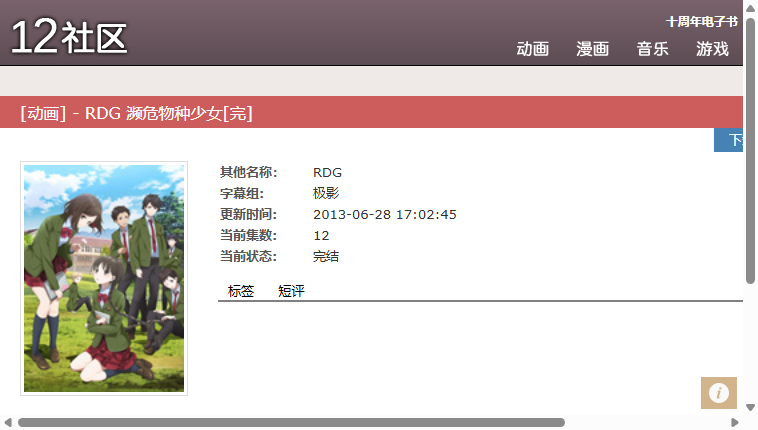 12社区
十周年电子书
动画 漫画 音乐 游戏
[动画] - RDG 濒危物种少女[完]
下
其他名称: RDG
字幕组: 极影
更新时间: 2013-06-28 17:02:45
当前集数: 12
当前状态: 完结
标签 短评